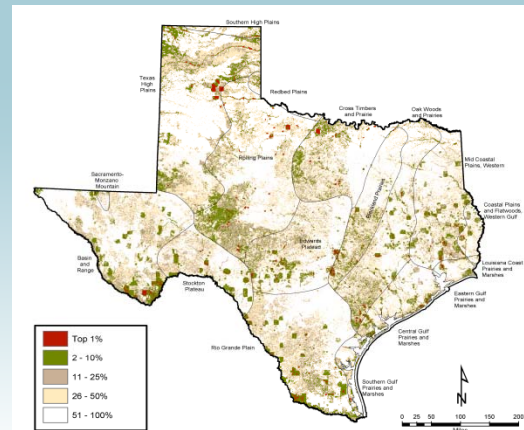 Southern High Plains
Texas
High
Plains
Redbed Plains
Cross Timbers
and Prairie
Oak Woods
and Prairies
Rolling Plains
Mid Coastal
Plains, Western
Sacramento-
Monzano
Mountain
Blackland Prairies
Coastal Plains
and Flatwoods,
Western Gulf
Edwards
Plateau
Basin
and
Range
Stockton
Plateau
Louisiana Coast
Prairies and
Marshes
Eastern Gulf
Prairies and
Marshes
Rio Grande Plain
Central Gulf
Prairies and
Marshes
Southern Gulf
Prairies and
Marshes
Top 1%
2 - 10%
11 - 25%
26 - 50%
51 - 100%
N
0 25 50 100 150 200
Miles